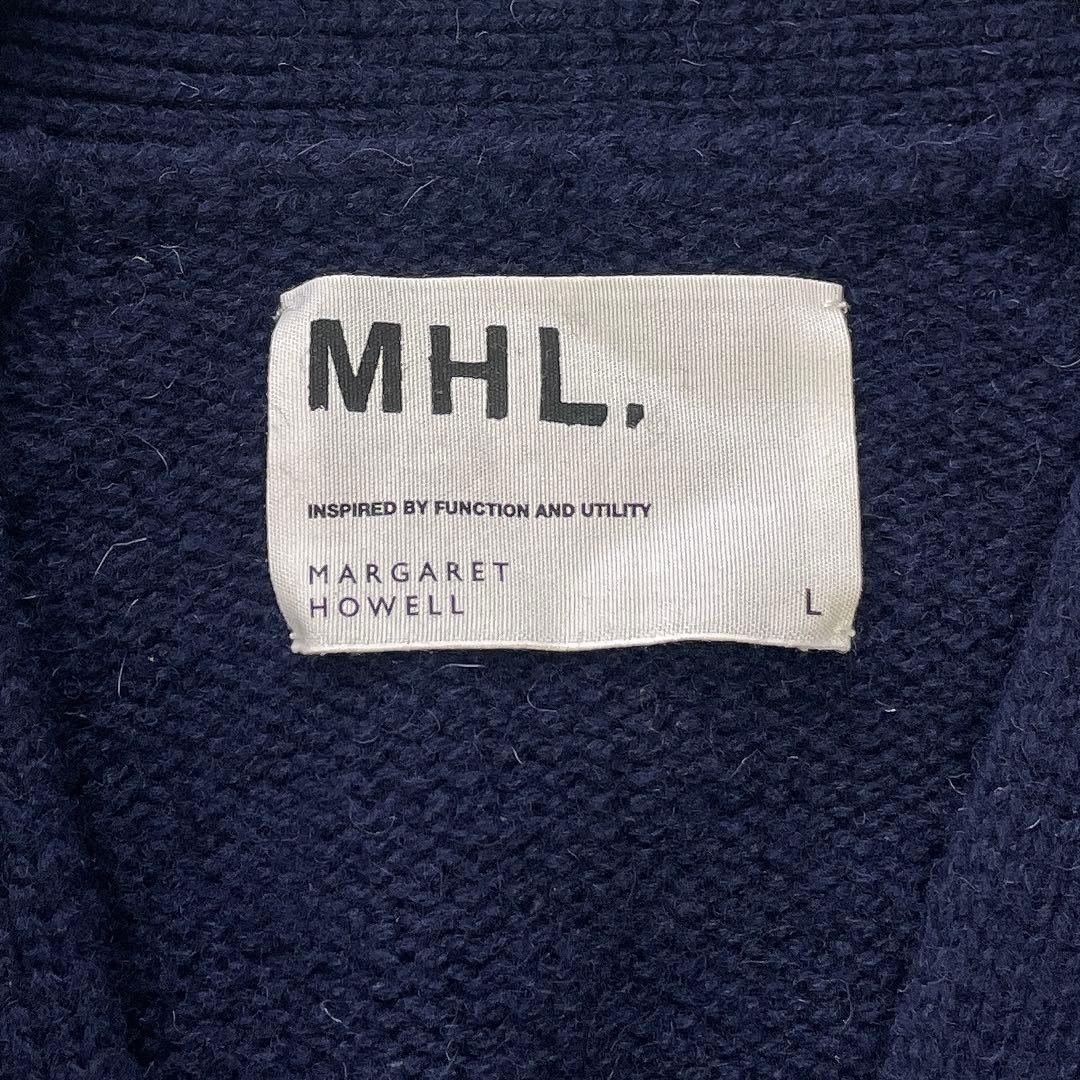 MHL.
INSPIRED BY FUNCTION AND UTILITY
MARGARET
HOWELL
L